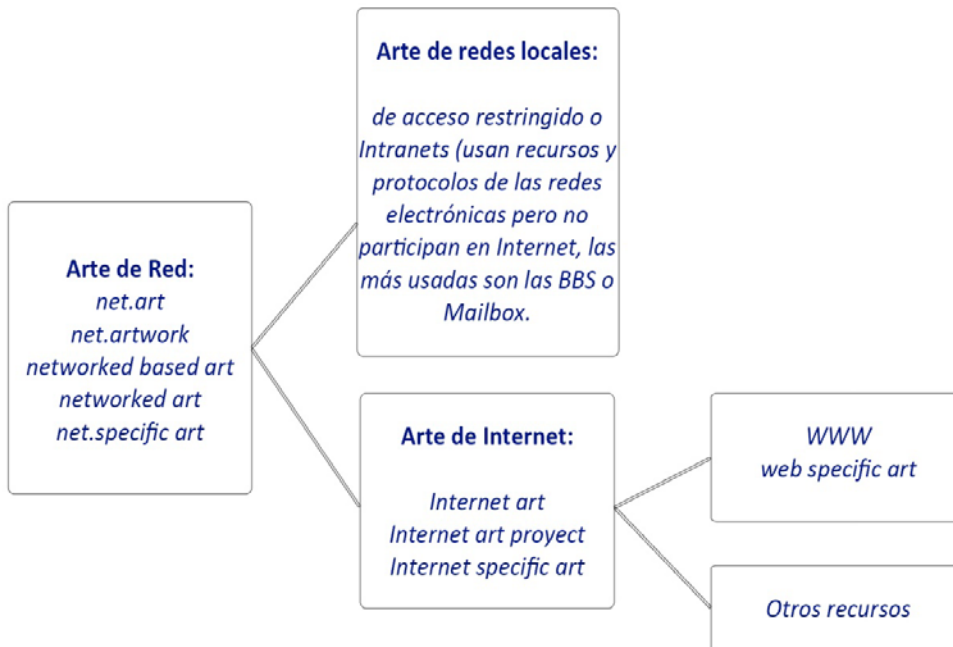 Arte de redes locales:
de acceso restringido o
Intranets (usan recursos y
protocolos de las redes
electrónicas pero no
participan en Internet, las
más usadas son las BBS o
Mailbox.
Arte de Red:
net.art
net.artwork
networked based art
networked art
net.specific art
Arte de Internet:
Internet art
Internet art proyect
Internet specific art
WWW
web specific art
Otros recursos